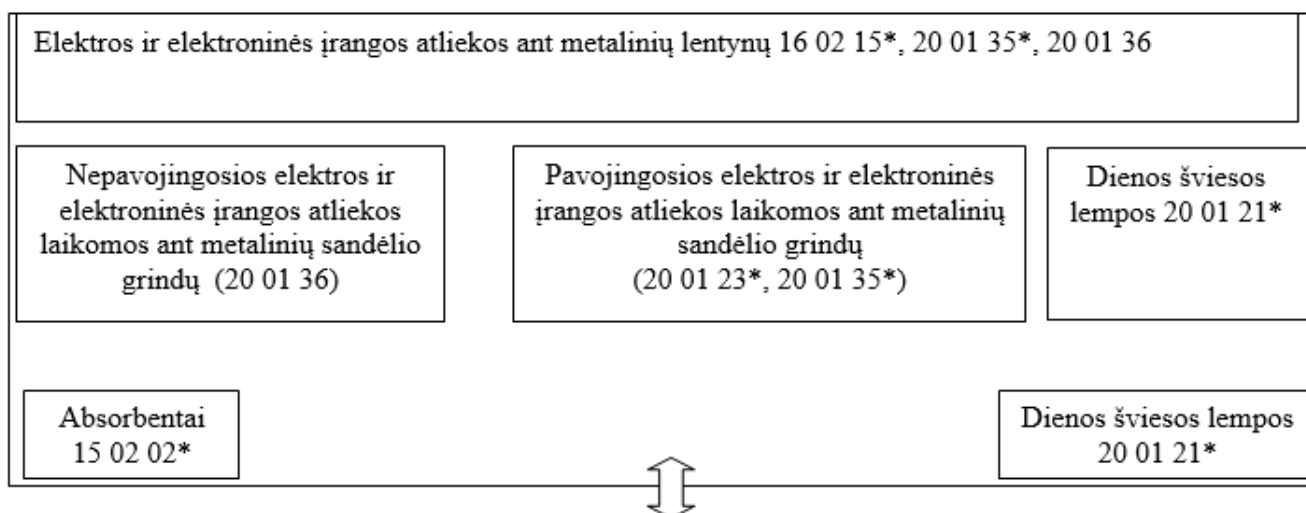 Elektros ir elektroninės įrangos atliekos ant metalinių lentynų 16 02 15*, 20 01 35*, 20 01 36
Nepavojingosios elektros ir
elektroninės įrangos atliekos
laikomos ant metalinių sandėlio
grindų (20 01 36)
Pavojingosios elektros ir elektroninės
įrangos atliekos laikomos ant metalinių
sandėlio grindų
(20 01 23*, 20 01 35*)
Dienos šviesos
lempos 20 01 21*
Absorbentai
15 02 02*
Dienos šviesos lempos
20 01 21*